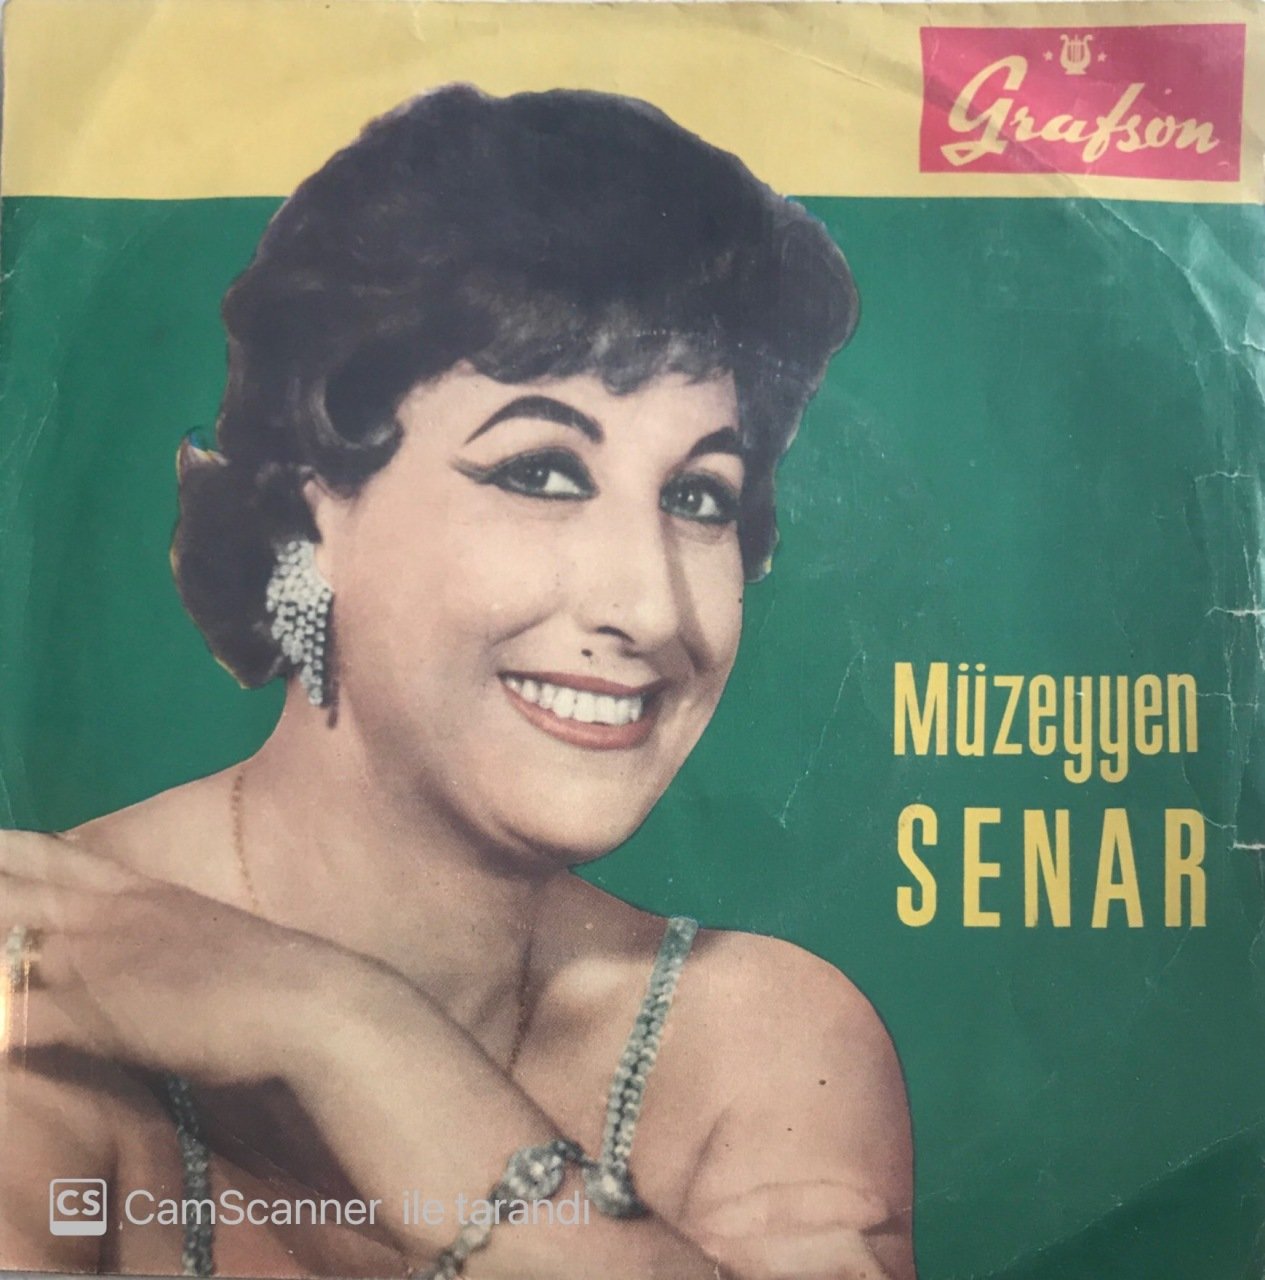 Grafson
Müzeyyen
SENAR
CS CamScanner ile tarandı